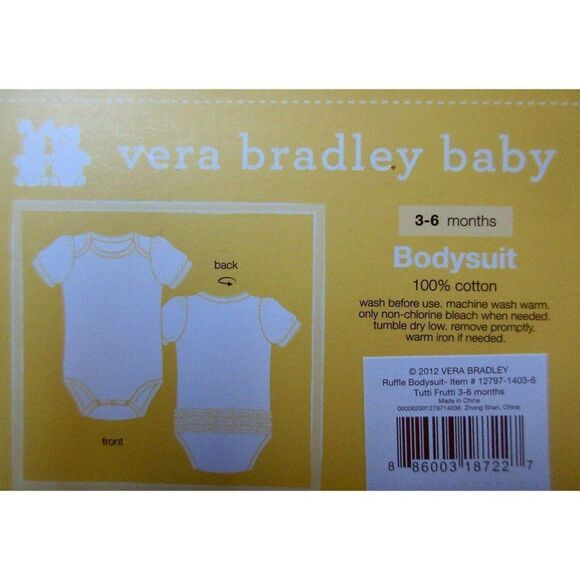 vera bradley baby
3-6 months
Bodysuit
100% cotton
wash before use. machine wash warm.
only non-chlorine bleach when needed.
tumble dry low. remove promptly.
warm iron if needed.
back
front
© 2012 VERA BRADLEY
Ruffle Bodysuit- Item # 12797-1403-6
Tutti Frutti 3-6 months
Made in China
000062001279714036 Zhong Shan, China
8 86003 18722 7